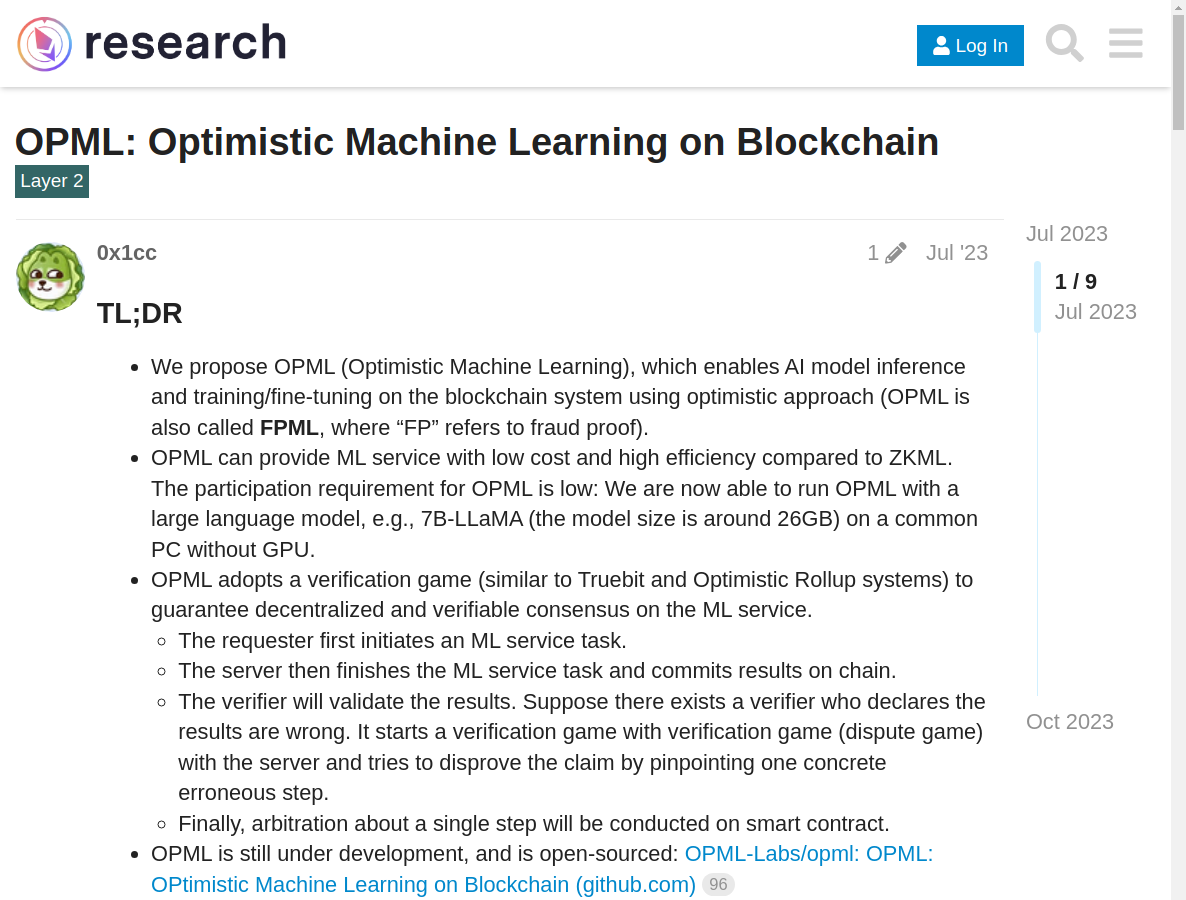 research
Log In
OPML: Optimistic Machine Learning on Blockchain
Layer 2
0x1cc
1
Jul '23
Jul 2023
1 / 9
Jul 2023
TL;DR
We propose OPML (Optimistic Machine Learning), which enables AI model inference
and training/fine-tuning on the blockchain system using optimistic approach (OPML is
also called FPML, where “FP” refers to fraud proof).
OPML can provide ML service with low cost and high efficiency compared to ZKML.
The participation requirement for OPML is low: We are now able to run OPML with a
large language model, e.g., 7B-LLaMA (the model size is around 26GB) on a common
PC without GPU.
OPML adopts a verification game (similar to Truebit and Optimistic Rollup systems) to
guarantee decentralized and verifiable consensus on the ML service.
The requester first initiates an ML service task.
The server then finishes the ML service task and commits results on chain.
The verifier will validate the results. Suppose there exists a verifier who declares the
results are wrong. It starts a verification game with verification game (dispute game)
with the server and tries to disprove the claim by pinpointing one concrete
erroneous step.
Finally, arbitration about a single step will be conducted on smart contract.
OPML is still under development, and is open-sourced: OPML-Labs/opml: OPML:
OPtimistic Machine Learning on Blockchain (github.com) 96
Oct 2023